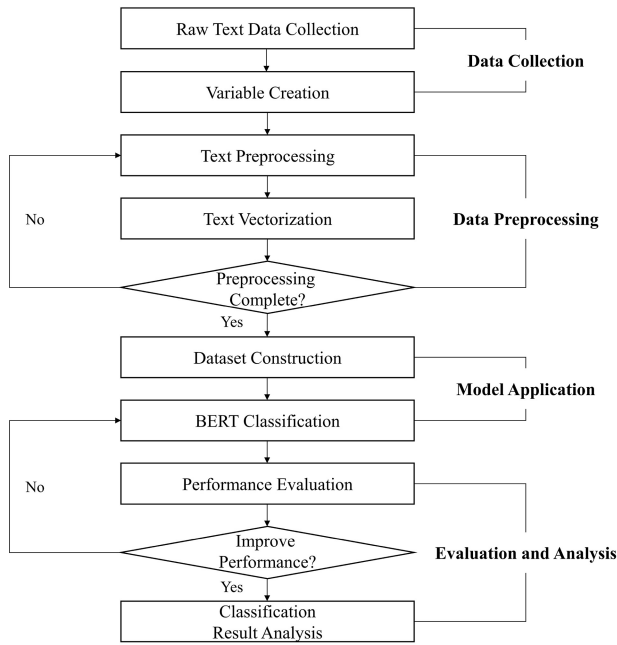 Raw Text Data Collection
Data Collection
Variable Creation
Text Preprocessing
No
Text Vectorization
Data Preprocessing
Preprocessing
Complete?
Yes
Dataset Construction
Model Application
BERT Classification
No
Performance Evaluation
Improve
Performance?
Evaluation and Analysis
Yes
Classification
Result Analysis